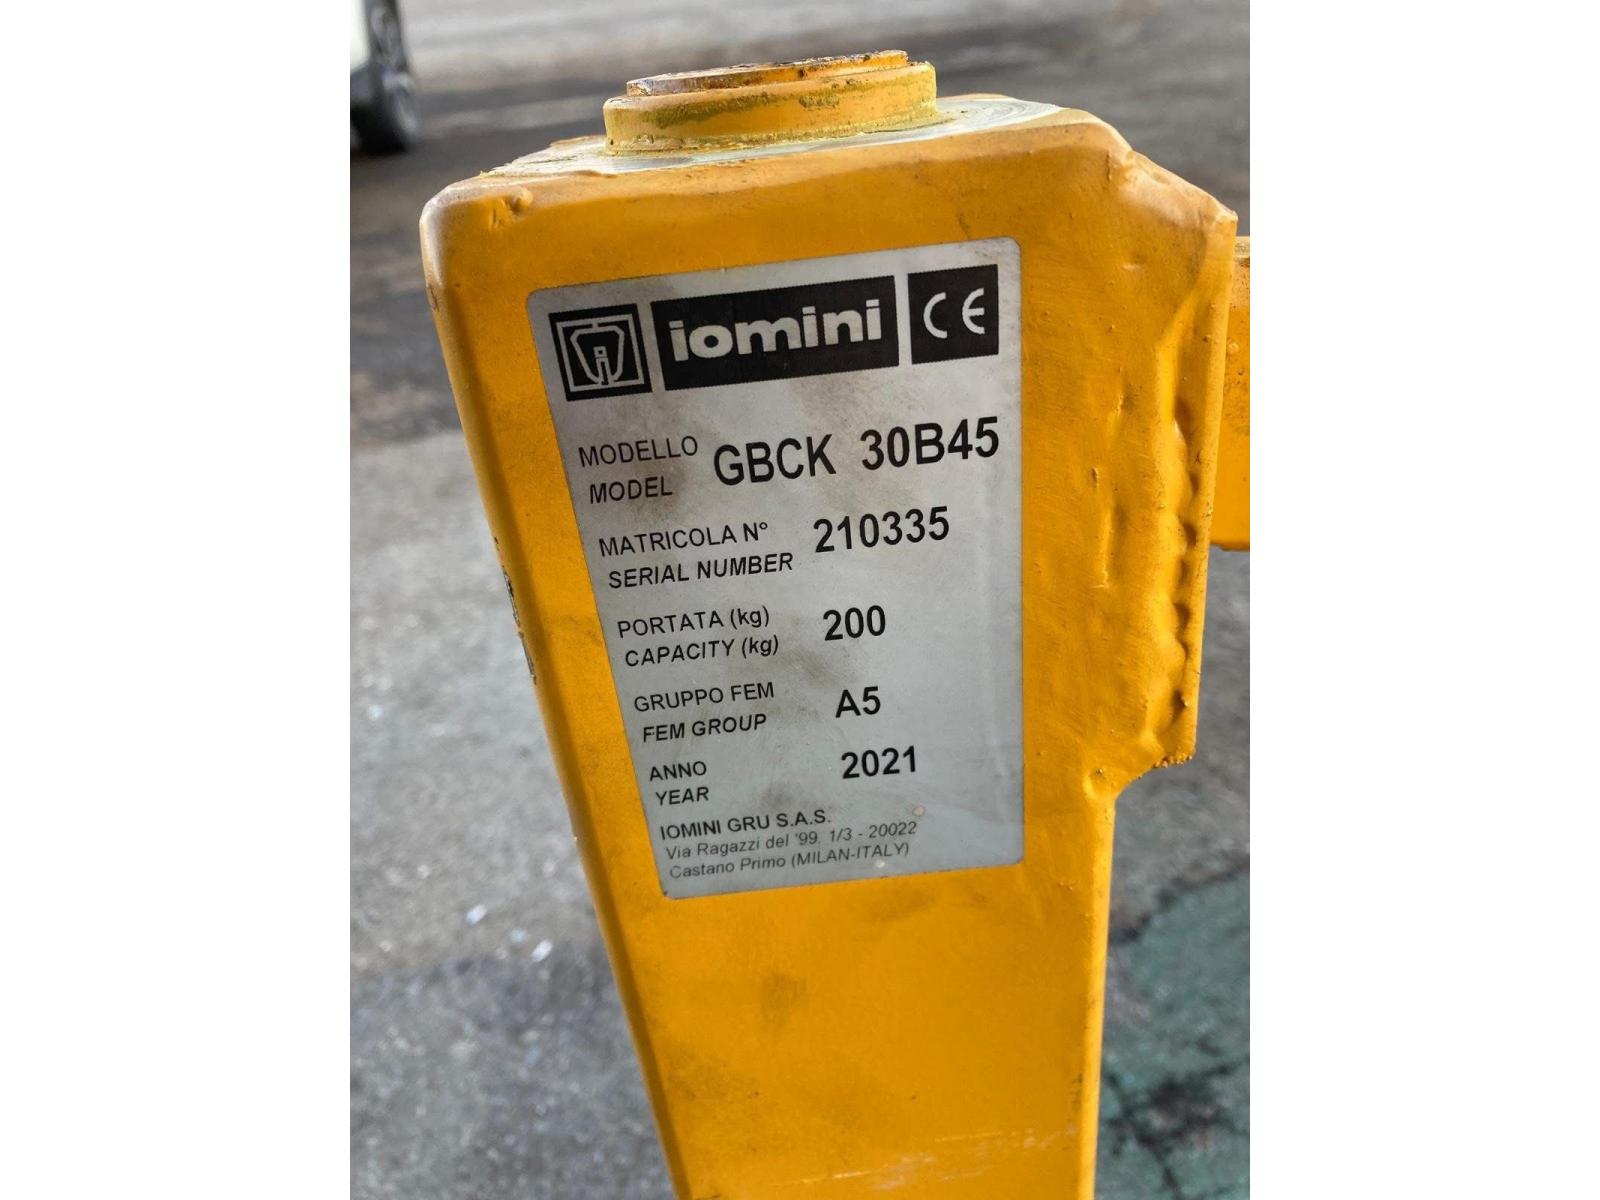 iomini CE
MODELLO GBCK 30B45
MODEL
MATRICOLA N° 210335
SERIAL NUMBER
PORTATA (kg) 200
CAPACITY (kg)
GRUPPO FEM A5
FEM GROUP
ANNO 2021
YEAR
IOMINI GRU S.A.S.
Via Ragazzi del '99. 1/3 - 20022
Castano Primo (MILAN-ITALY)